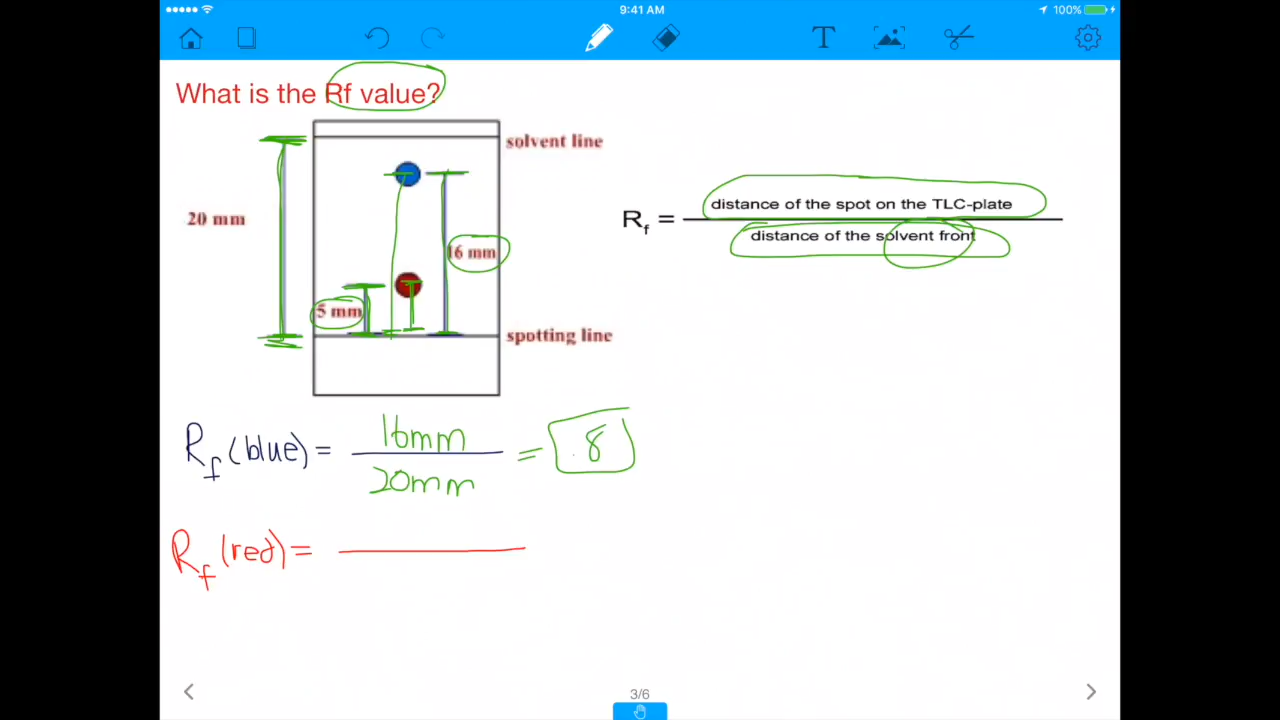 9:41 AM
100%
T
What is the Rf value?
solvent line
20 mm
16 mm
5 mm
spotting line
Rf =
distance of the spot on the TLC-plate
distance of the solvent front
Rf (blue) = 16mm
20mm
= .8
Rf (red) =
3/6